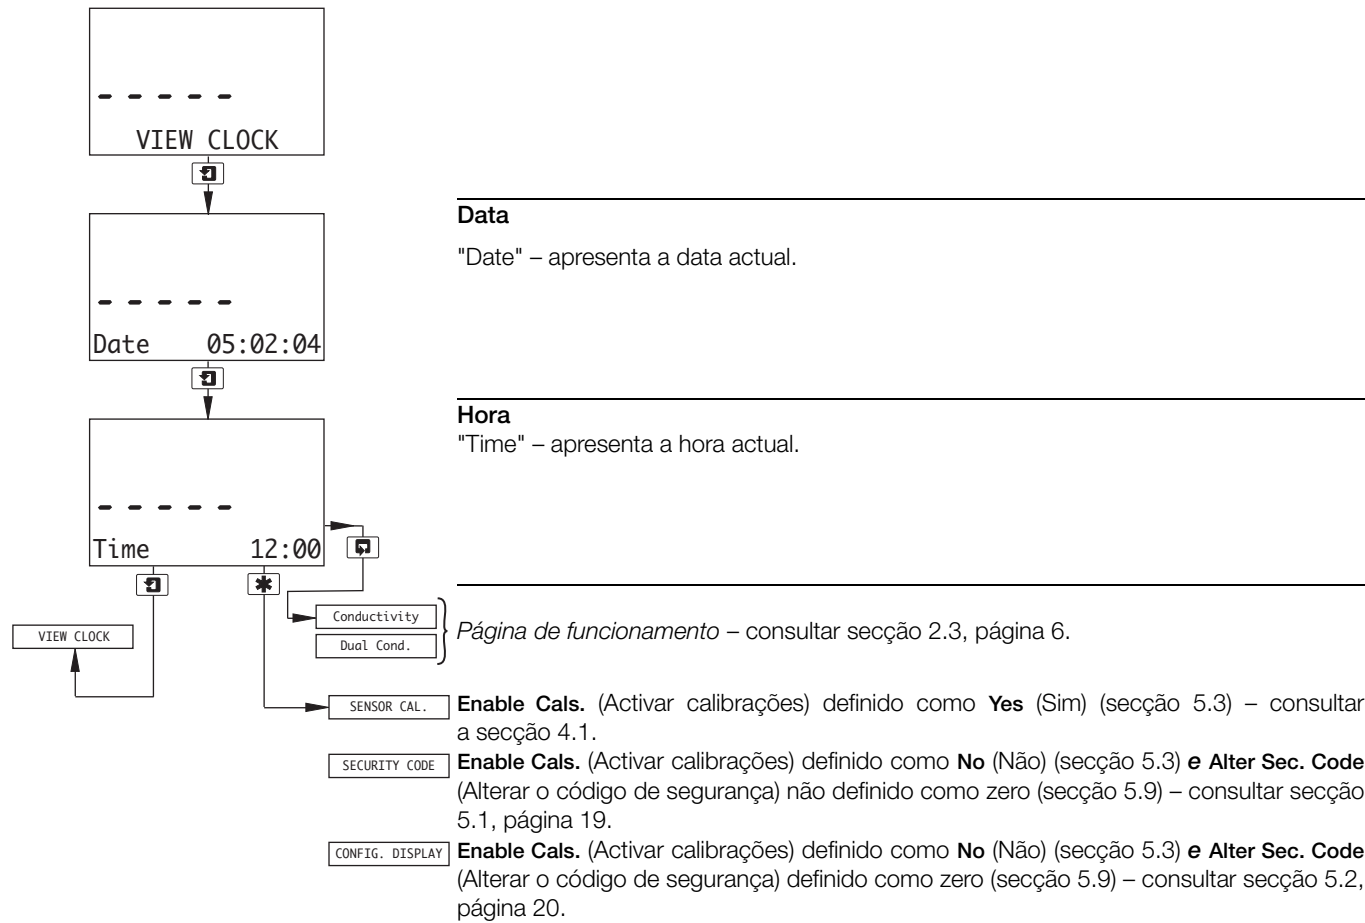 VIEW CLOCK
Data
"Date" – apresenta a data actual.
Date 05:02:04
Hora
"Time" – apresenta a hora actual.
Time 12:00
VIEW CLOCK
Conductivity
Dual Cond.
Página de funcionamento – consultar secção 2.3, página 6.
SENSOR CAL.
Enable Cals. (Activar calibrações) definido como Yes (Sim) (secção 5.3) – consultar
a secção 4.1.
SECURITY CODE
Enable Cals. (Activar calibrações) definido como No (Não) (secção 5.3) e Alter Sec. Code
(Alterar o código de segurança) não definido como zero (secção 5.9) – consultar secção
5.1, página 19.
CONFIG. DISPLAY
Enable Cals. (Activar calibrações) definido como No (Não) (secção 5.3) e Alter Sec. Code
(Alterar o código de segurança) definido como zero (secção 5.9) – consultar secção 5.2,
página 20.